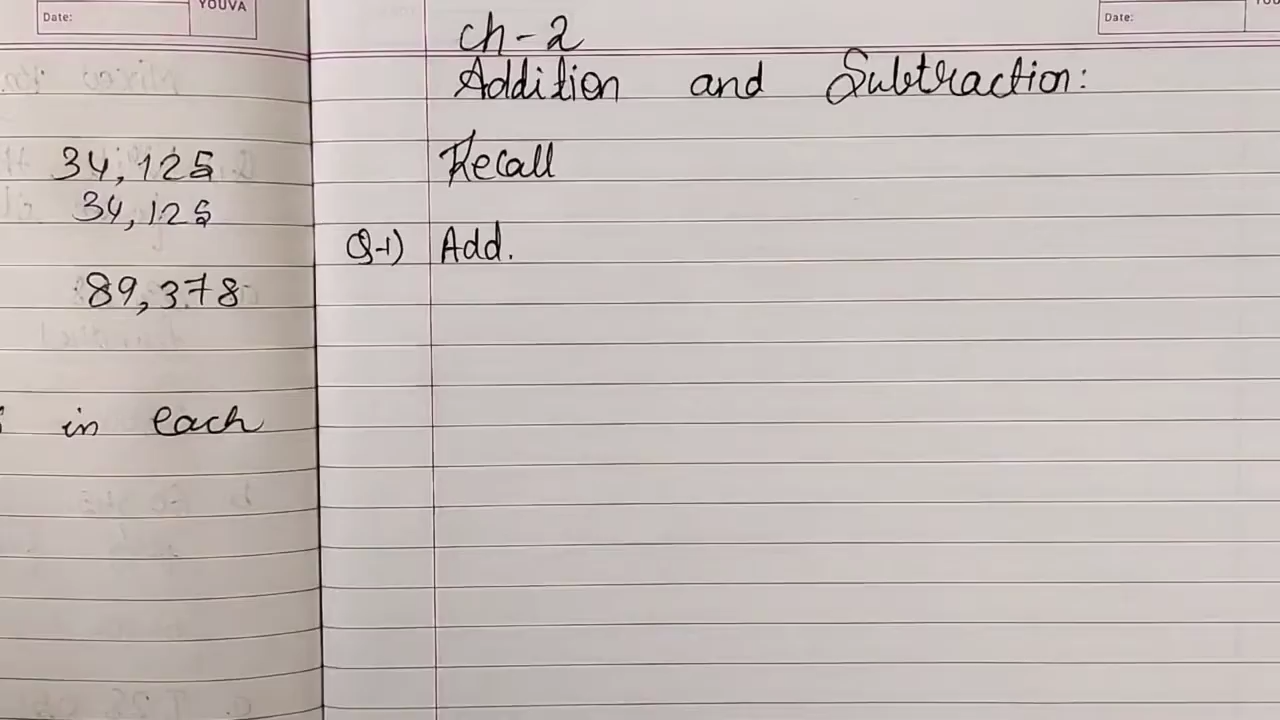 YOUVA
Date:
34,125
34,125
89,378
in each
Date:
Ch-2
Addition and Subtraction:
Recall
Q-1) Add.